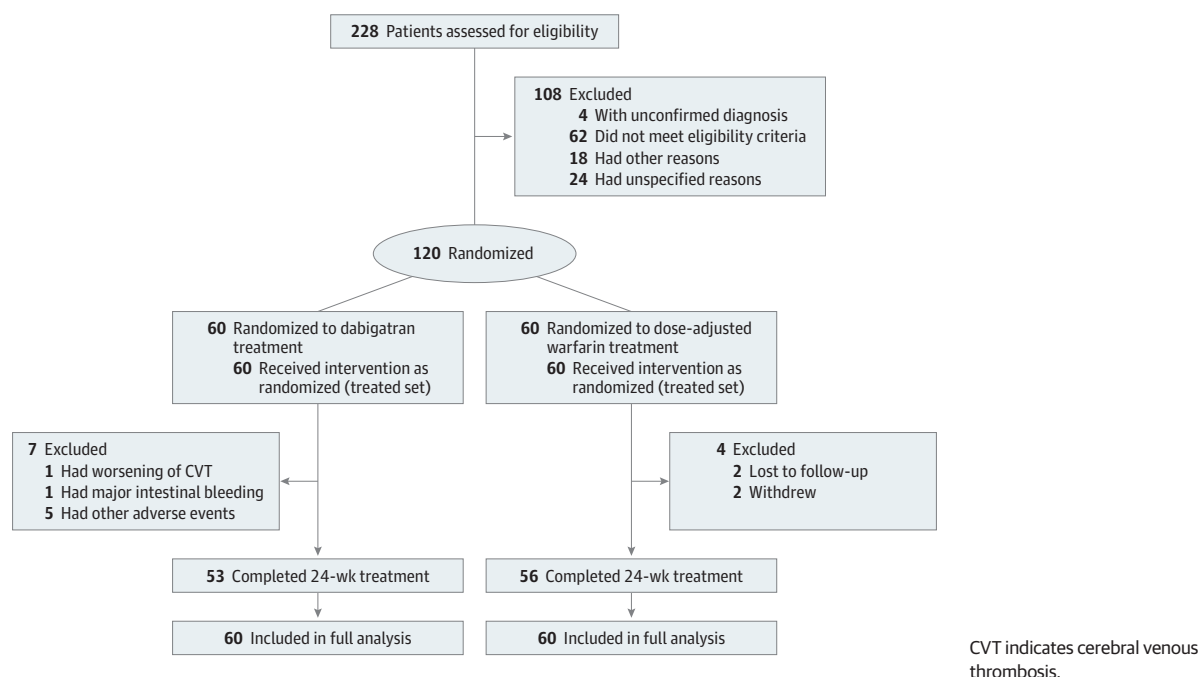 228 Patients assessed for eligibility
108 Excluded
4 With unconfirmed diagnosis
62 Did not meet eligibility criteria
18 Had other reasons
24 Had unspecified reasons
120 Randomized
60 Randomized to dabigatran
treatment
60 Received intervention as
randomized (treated set)
60 Randomized to dose-adjusted
warfarin treatment
60 Received intervention as
randomized (treated set)
7 Excluded
1 Had worsening of CVT
1 Had major intestinal bleeding
5 Had other adverse events
4 Excluded
2 Lost to follow-up
2 Withdrew
53 Completed 24-wk treatment
56 Completed 24-wk treatment
60 Included in full analysis
60 Included in full analysis
CVT indicates cerebral venous
thrombosis.